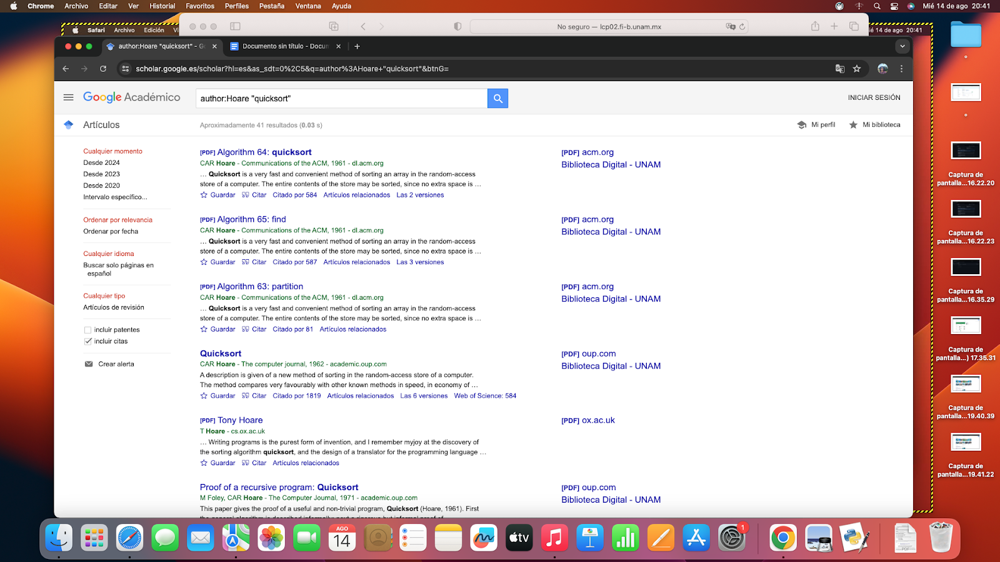 Chrome Archivo Editar Ver Historial Favoritos Perfiles Pestaña Ventana Ayuda Mié 14 de ago 20:41
Safari Archivo Edición Vi No seguro — lcp02.fi-b.unam.mx ié 14 de ago 20:41
author:Hoare "quicksort" - Go Documento sin título - Docum
scholar.google.es/scholar?hl=es&as_sdt=0%2C5&q=author%3AHoare+"quicksort"&btnG=
Google Académico author:Hoare "quicksort" INICIAR SESIÓN
Artículos Aproximadamente 41 resultados (0.03 s) Mi perfil Mi biblioteca
Cualquier momento
Desde 2024
Desde 2023
Desde 2020
Intervalo específico...
Ordenar por relevancia
Ordenar por fecha
Cualquier idioma
Buscar solo páginas en
español
Cualquier tipo
Artículos de revisión
incluir patentes
incluir citas
Crear alerta
[PDF] Algorithm 64: quicksort
CAR Hoare - Communications of the ACM, 1961 - dl.acm.org
... Quicksort is a very fast and convenient method of sorting an array in the random-access
store of a computer. The entire contents of the store may be sorted, since no extra space is ...
Guardar Citar Citado por 584 Artículos relacionados Las 2 versiones
[PDF] acm.org
Biblioteca Digital - UNAM
[PDF] Algorithm 65: find
CAR Hoare - Communications of the ACM, 1961 - dl.acm.org
... Quicksort is a very fast and convenient method of sorting an array in the random-access
store of a computer. The entire contents of the store may be sorted, since no extra space is ...
Guardar Citar Citado por 587 Artículos relacionados Las 3 versiones
[PDF] acm.org
Biblioteca Digital - UNAM
[PDF] Algorithm 63: partition
CAR Hoare - Communications of the ACM, 1961 - dl.acm.org
... Quicksort is a very fast and convenient method of sorting an array in the random-access
store of a computer. The entire contents of the store may be sorted, since no extra space is ...
Guardar Citar Citado por 81 Artículos relacionados
[PDF] acm.org
Biblioteca Digital - UNAM
Quicksort
CAR Hoare - The computer journal, 1962 - academic.oup.com
A description is given of a new method of sorting in the random-access store of a computer.
The method compares very favourably with other known methods in speed, in economy of ...
Guardar Citar Citado por 1819 Artículos relacionados Las 6 versiones Web of Science: 584
[PDF] oup.com
Biblioteca Digital - UNAM
[PDF] Tony Hoare
T Hoare - cs.ox.ac.uk
... Writing programs is the purest form of invention, and I remember myjoy at the discovery of
the sorting algorithm quicksort, and the design of a translator for the programming language ...
Guardar Citar Artículos relacionados
[PDF] ox.ac.uk
Proof of a recursive program: Quicksort
M Foley, CAR Hoare - The Computer Journal, 1971 - academic.oup.com
This paper gives the proof of a useful and non-trivial program, Quicksort (Hoare, 1961). First
[PDF] oup.com
Biblioteca Digital - UNAM
Captura de
pantalla...16.22.20
Captura de
pantalla...16.22.23
Captura de
pantalla...16.35.29
Captura de
pantalla...) 17.35.31
Captura de
pantalla...19.40.39
Captura de
pantalla...19.41.22
AGO
14
tv
1
PDF